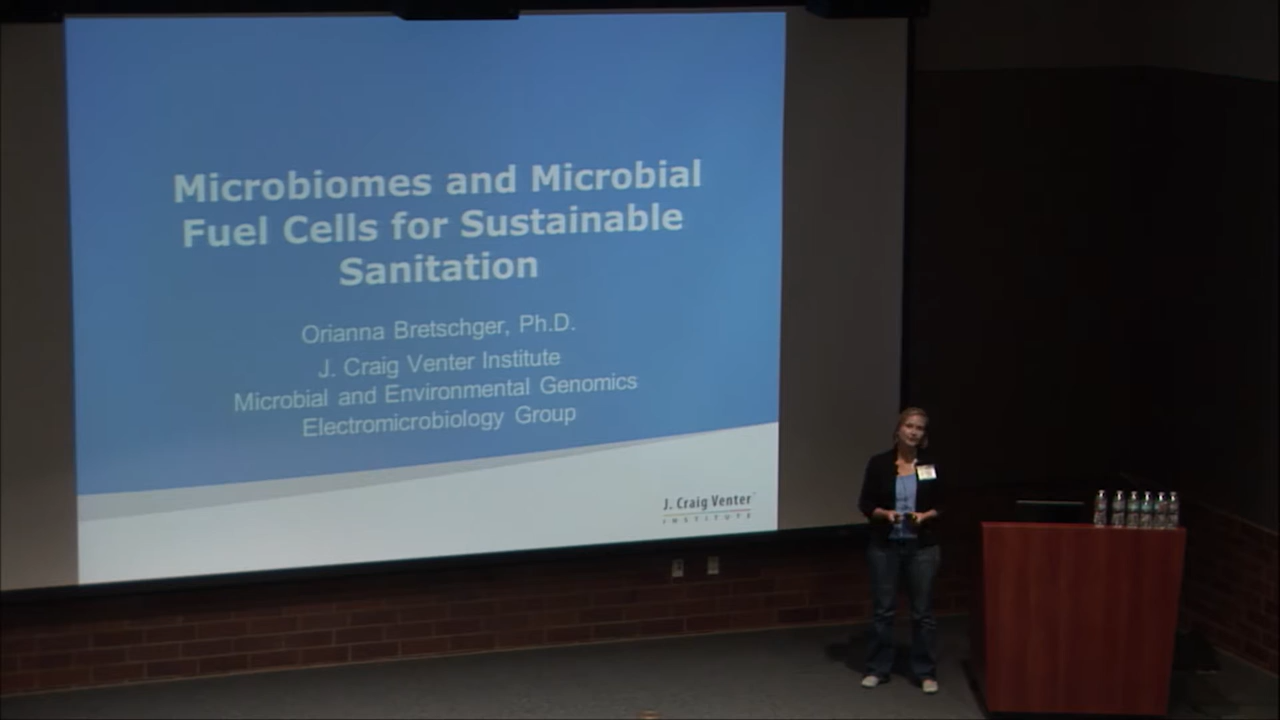 Microbiomes and Microbial
Fuel Cells for Sustainable
Sanitation
Orianna Bretschger, Ph.D.
J. Craig Venter Institute
Microbial and Environmental Genomics
Electromicrobiology Group
J. Craig Venter
INSTITUTE